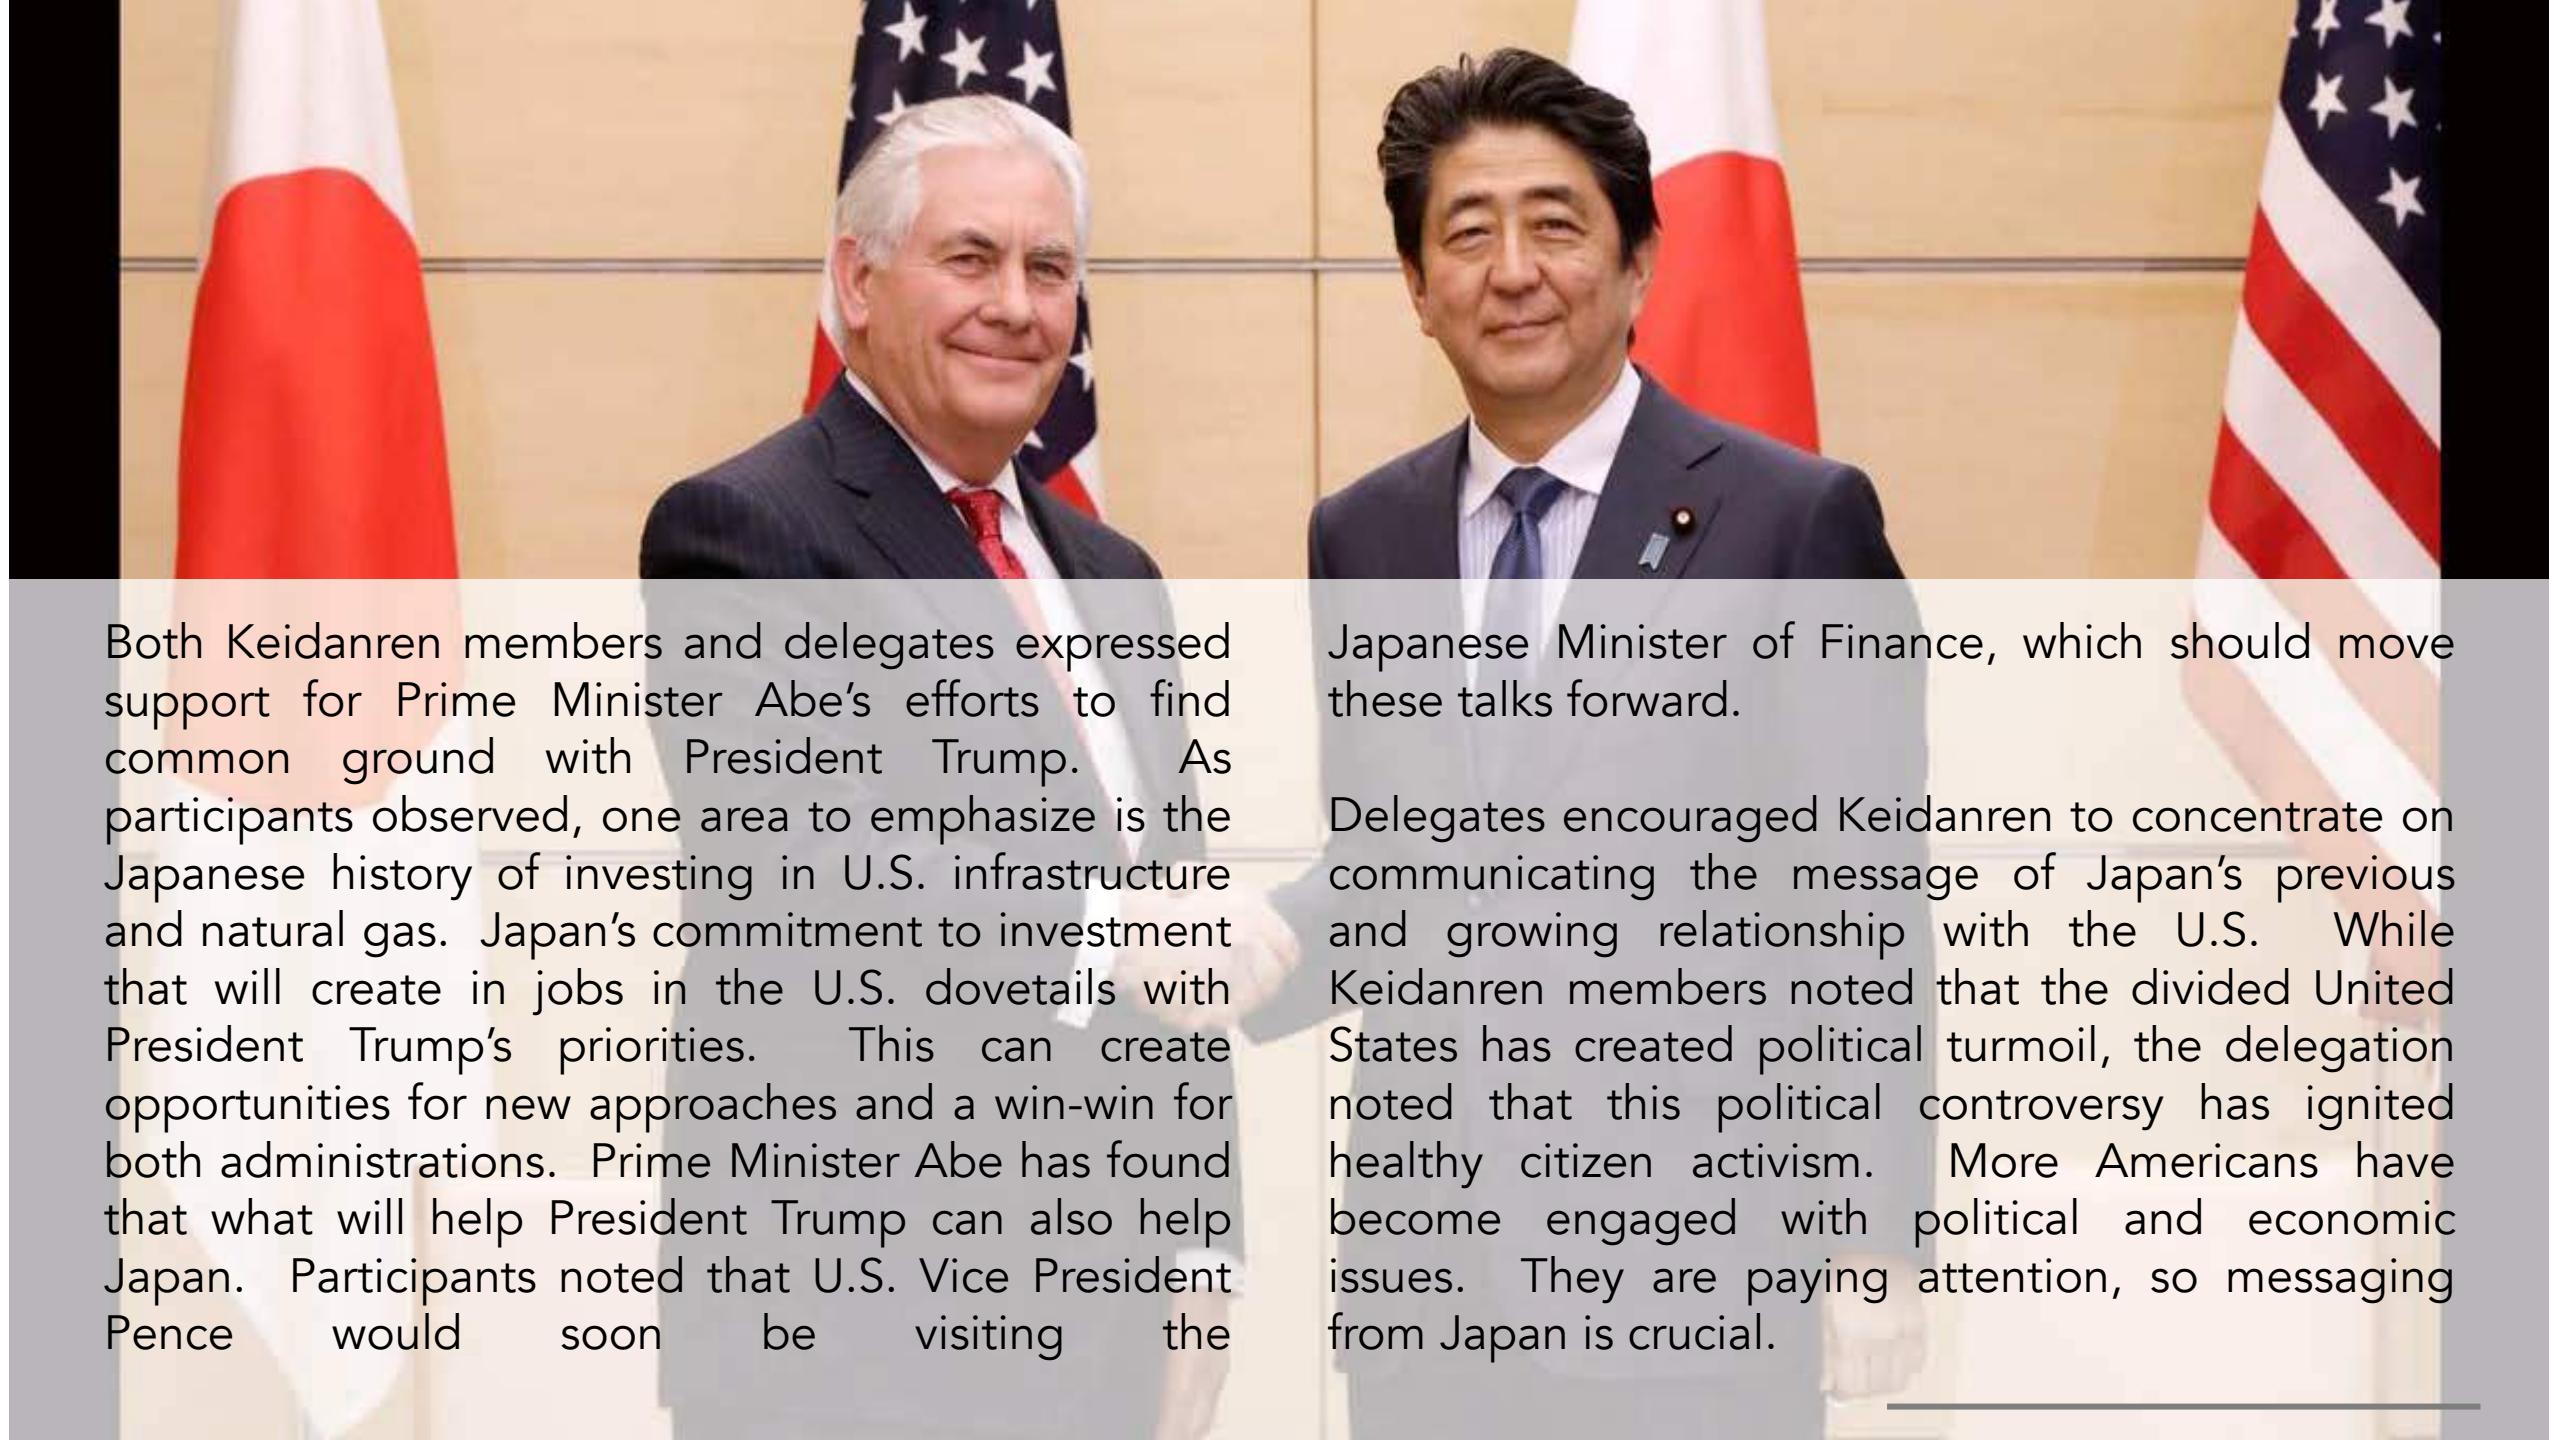 Both Keidanren members and delegates expressed
support for Prime Minister Abe’s efforts to find
common ground with President Trump. As
participants observed, one area to emphasize is the
Japanese history of investing in U.S. infrastructure
and natural gas. Japan’s commitment to investment
that will create in jobs in the U.S. dovetails with
President Trump’s priorities. This can create
opportunities for new approaches and a win-win for
both administrations. Prime Minister Abe has found
that what will help President Trump can also help
Japan. Participants noted that U.S. Vice President
Pence would soon be visiting the
Japanese Minister of Finance, which should move
these talks forward.
Delegates encouraged Keidanren to concentrate on
communicating the message of Japan’s previous
and growing relationship with the U.S. While
Keidanren members noted that the divided United
States has created political turmoil, the delegation
noted that this political controversy has ignited
healthy citizen activism. More Americans have
become engaged with political and economic
issues. They are paying attention, so messaging
from Japan is crucial.